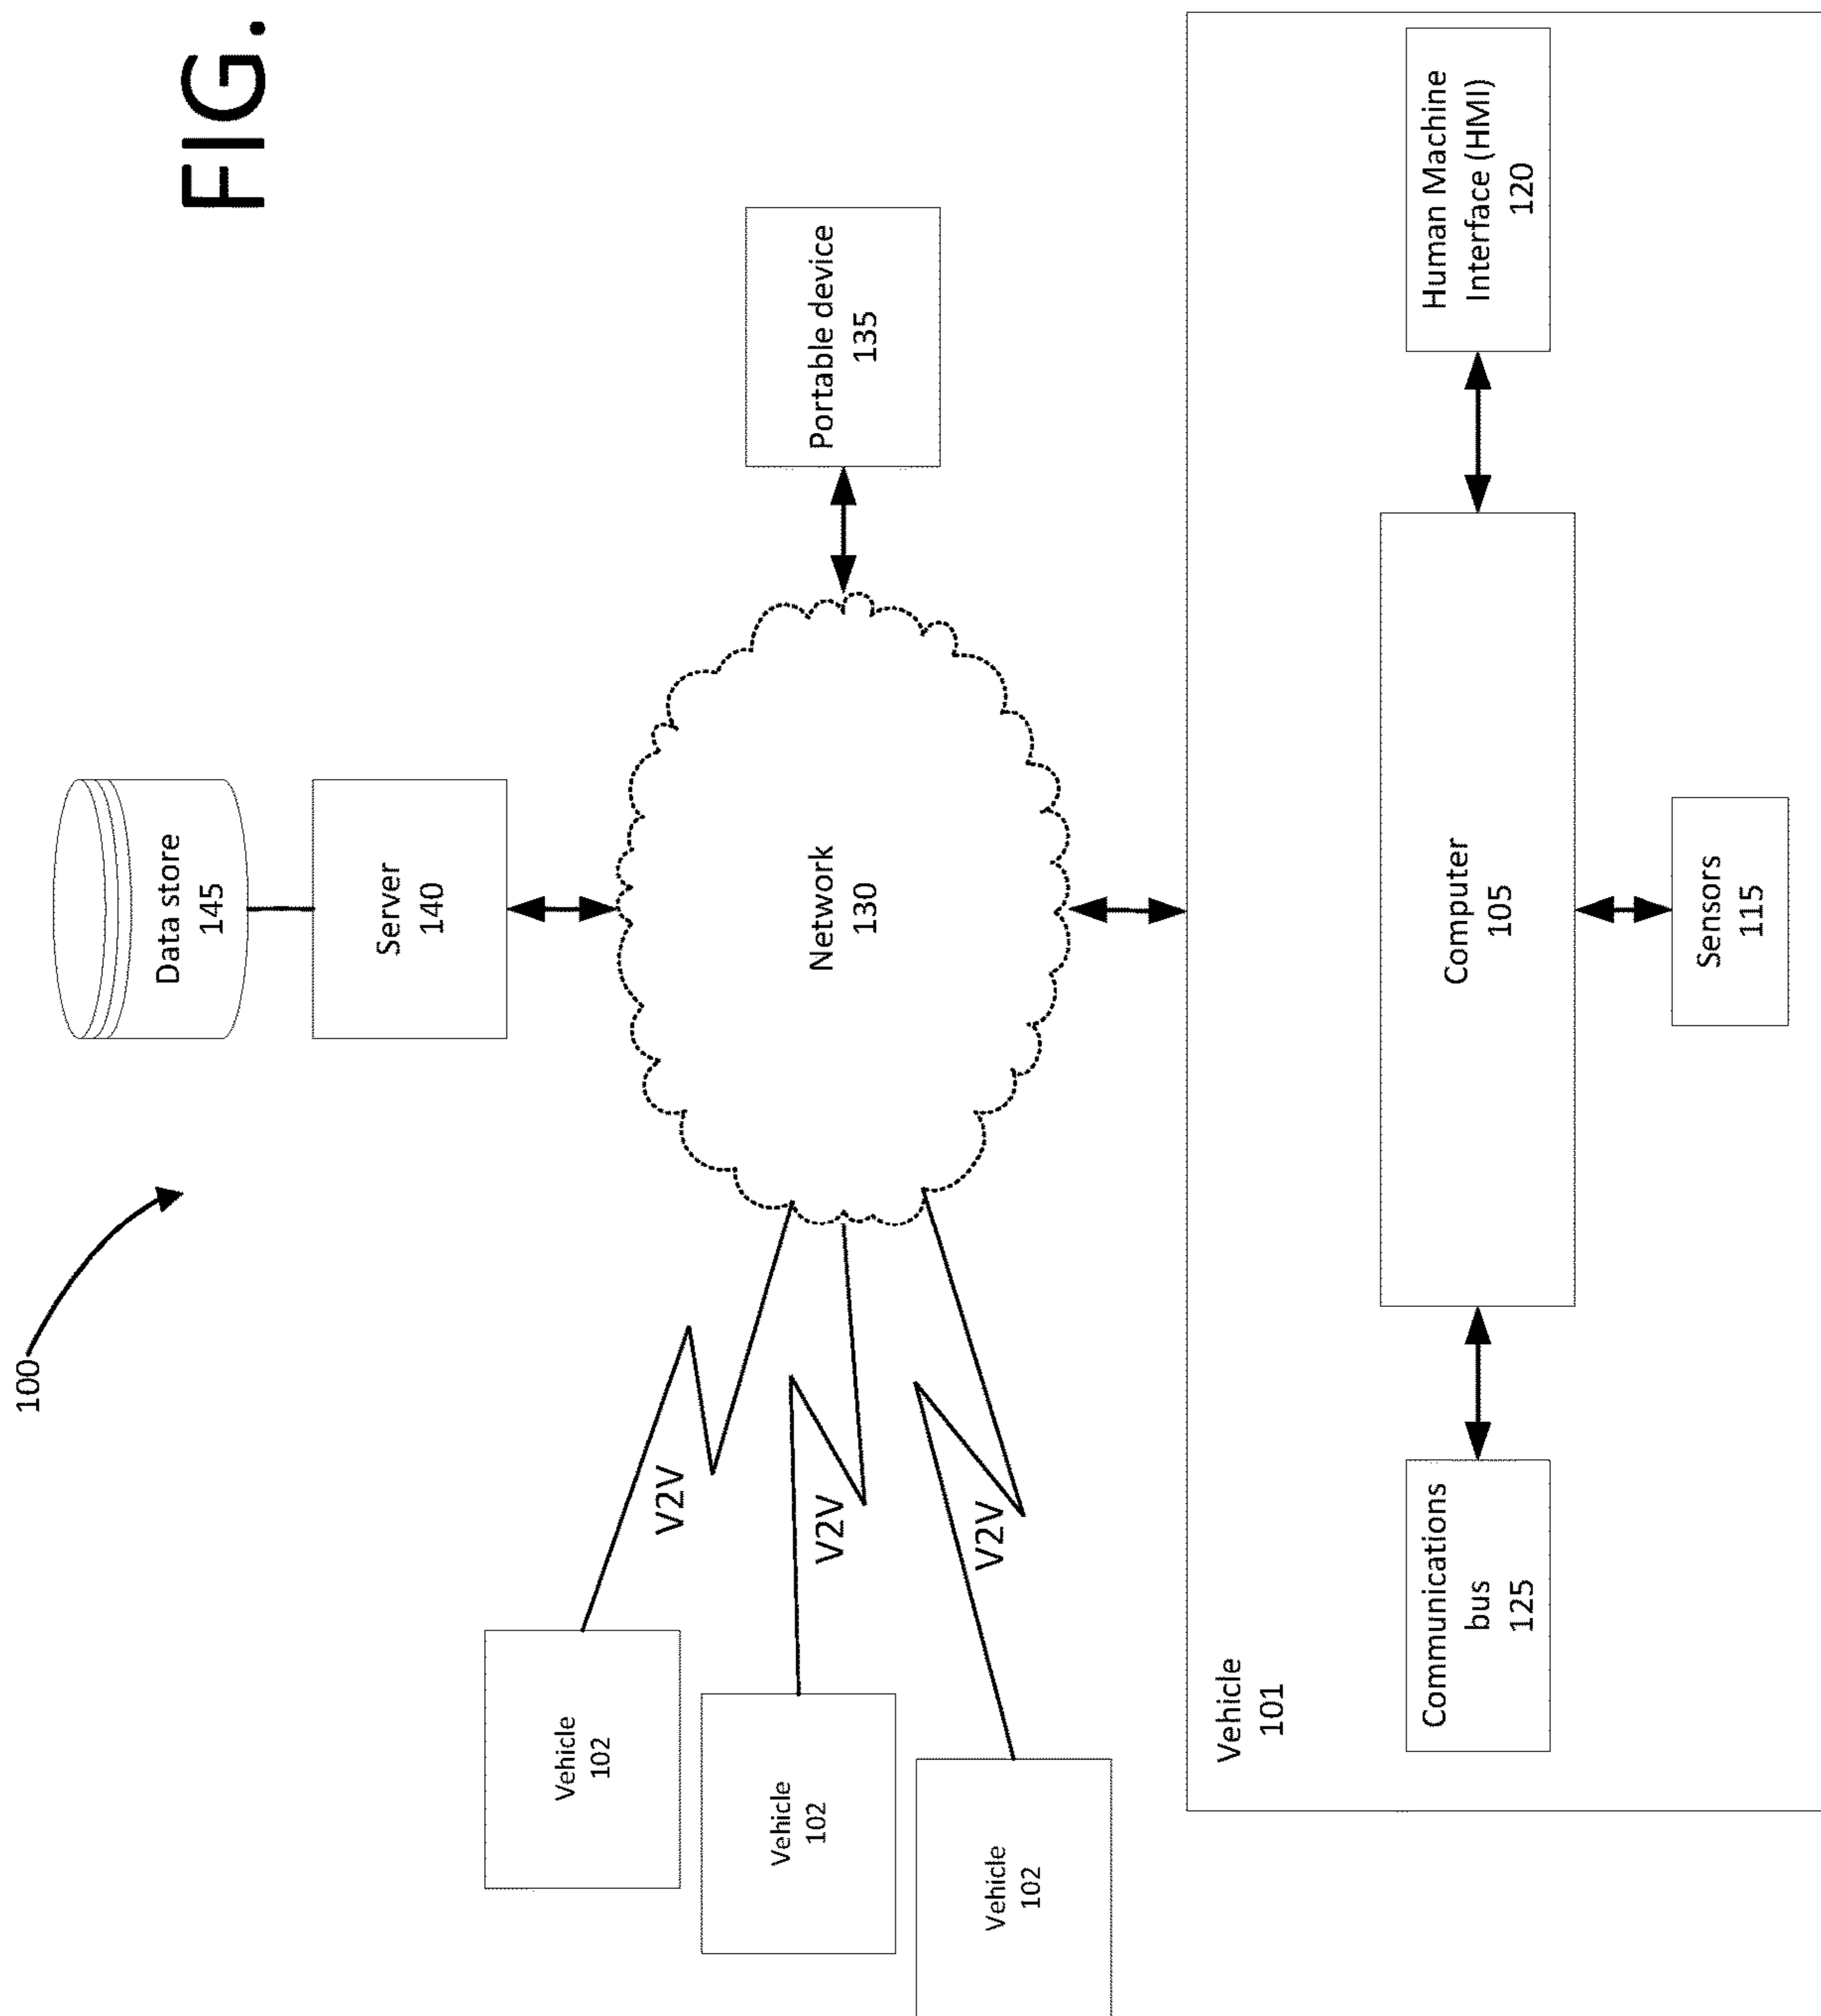 FIG.
100
Data store
145
Server
140
Network
130
Portable device
135
V2V
V2V
V2V
Vehicle
102
Vehicle
102
Vehicle
102
Vehicle
101
Communications
bus
125
Computer
105
Human Machine
Interface (HMI)
120
Sensors
115